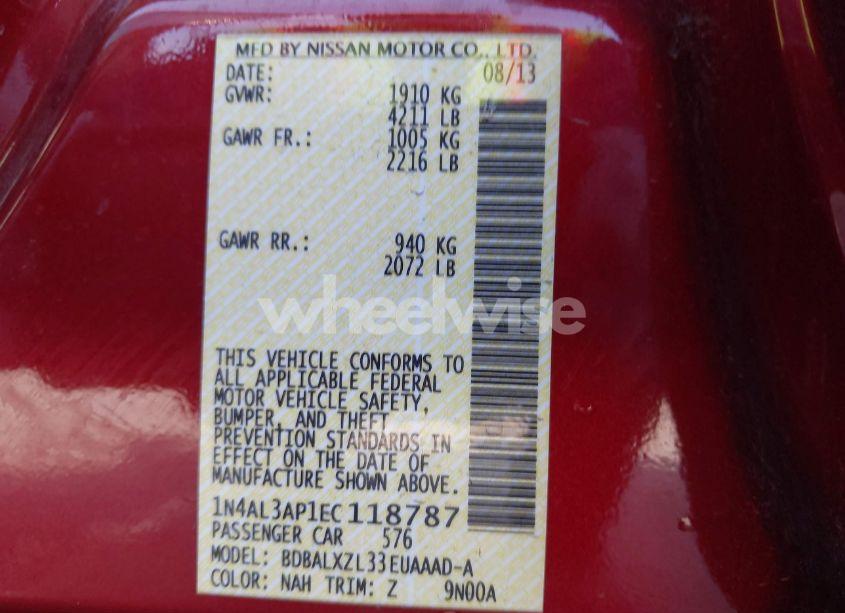 MFD BY NISSAN MOTOR CO., LTD.
DATE: 08/13
GVWR: 1910 KG
4211 LB
GAWR FR.: 1005 KG
2216 LB
GAWR RR.: 940 KG
2072 LB
wheelwise
THIS VEHICLE CONFORMS TO
ALL APPLICABLE FEDERAL
MOTOR VEHICLE SAFETY,
BUMPER, AND THEFT
PREVENTION STANDARDS IN
EFFECT ON THE DATE OF
MANUFACTURE SHOWN ABOVE.
1N4AL3AP1EC118787
PASSENGER CAR 576
MODEL: BDBALXZL33EUAAAD-A
COLOR: NAH TRIM: Z 9N00A